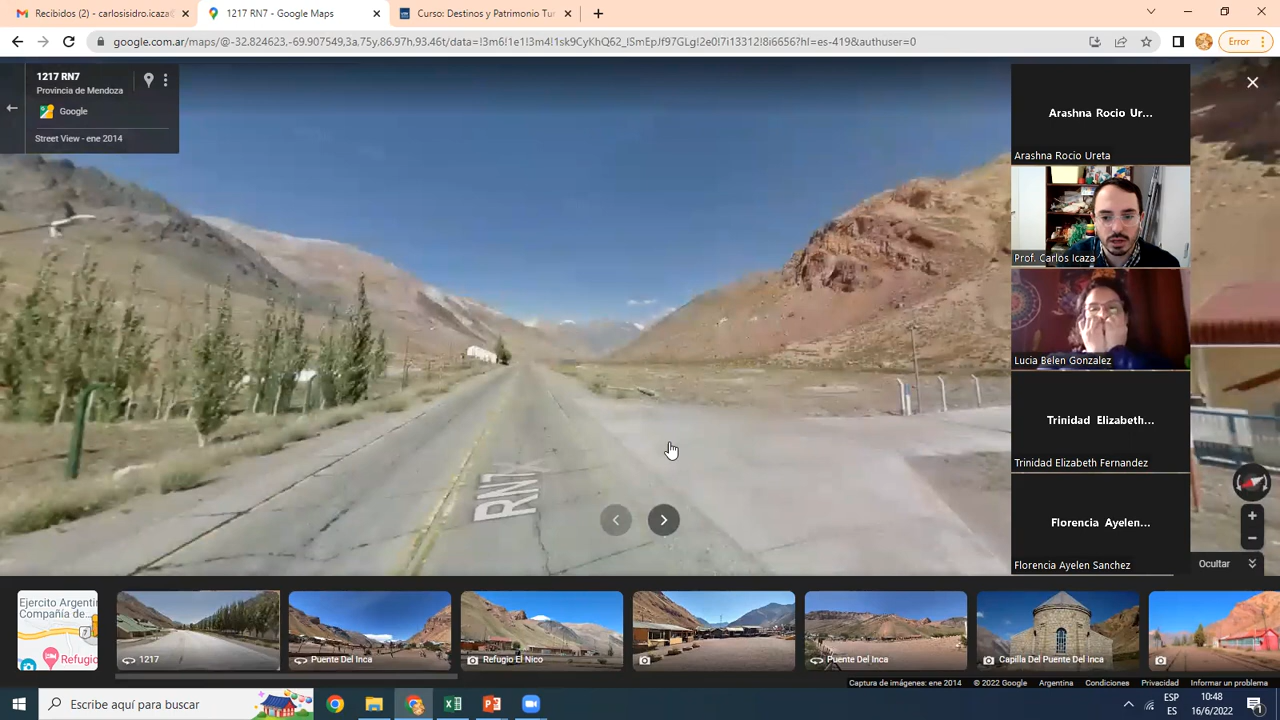 Recibidos (2) - carlosisidro.icaza@
1217 RN7 - Google Maps
Curso: Destinos y Patrimonio Tur
google.com.ar/maps/@-32.824623,-69.907549,3a,75y,86.97h,93.46t/data=!3m6!1e1!3m4!1sk9CyKhQ62_lSmEpJf97GLg!2e0!7i13312!8i6656?hl=es-419&authuser=0
Error
1217 RN7
Provincia de Mendoza
Google
Street View - ene 2014
Arashna Rocio Ur...
Arashna Rocio Ureta
Prof. Carlos Icaza
Lucia Belen Gonzalez
Trinidad Elizabeth...
Trinidad Elizabeth Fernandez
Florencia Ayelen...
Florencia Ayelen Sanchez
RN7
Ocultar
Ejercito Argenti
Compañía de...
7
Refugio
1217
Puente Del Inca
Refugio El Nico
Puente Del Inca
Capilla Del Puente Del Inca
Captura de imágenes: ene 2014
© 2022 Google
Argentina
Condiciones
Privacidad
Informar un problema
Escribe aquí para buscar
ESP
ES
10:48
16/6/2022
1